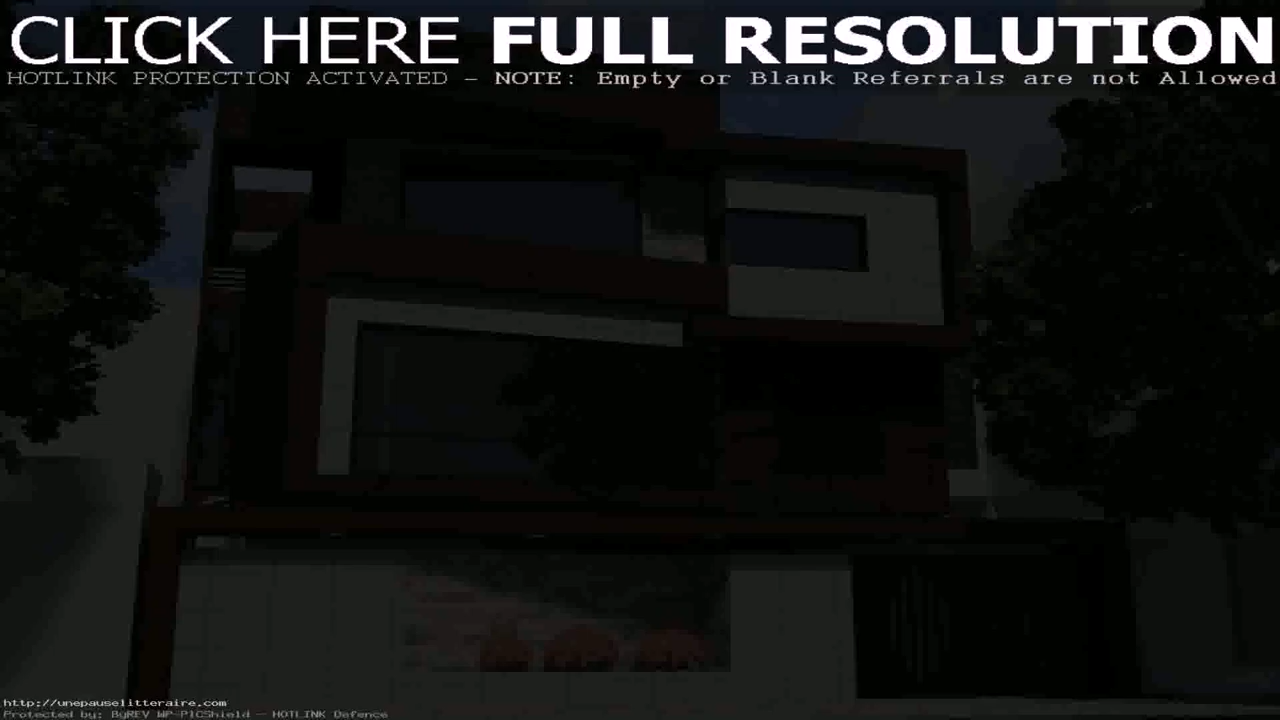 CLICK HERE FULL RESOLUTION
HOTLINK PROTECTION ACTIVATED - NOTE: Empty or Blank Referrals are not Allowed
http://unepauselitteraire.com
Protected by: ByREV WP-PICShield - HOTLINK Defence